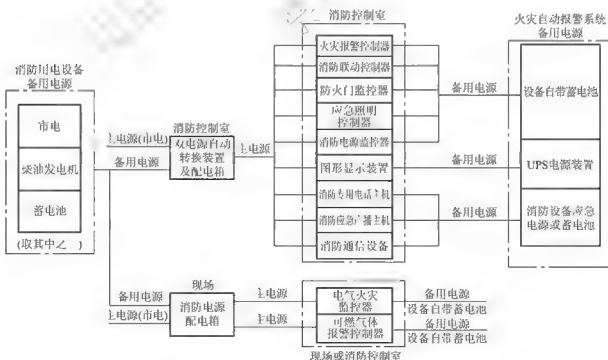 消防控制室
火灾自动报警系统
备用电源
消防用电设备
备用电源
市电
柴油发电机
蓄电池
(取其中之一)
主电源(市电)
备用电源
消防控制室
双电源自动
转换装置
及配电箱
主电源
火灾报警控制器
消防联动控制器
防火门监控器
应急照明
控制器
消防电源监控器
图形显示装置
消防专用电话主机
消防应急广播主机
消防通信设备
备用电源
备用电源
备用电源
设备自带蓄电池
UPS电源装置
消防设备应急
电源或蓄电池
备用电源
主电源(市电)
现场
消防电源
配电箱
主电源
主电源
电气火灾
监控器
可燃气体
报警控制器
备用电源
设备自带蓄电池
备用电源
设备自带蓄电池
现场或消防控制室